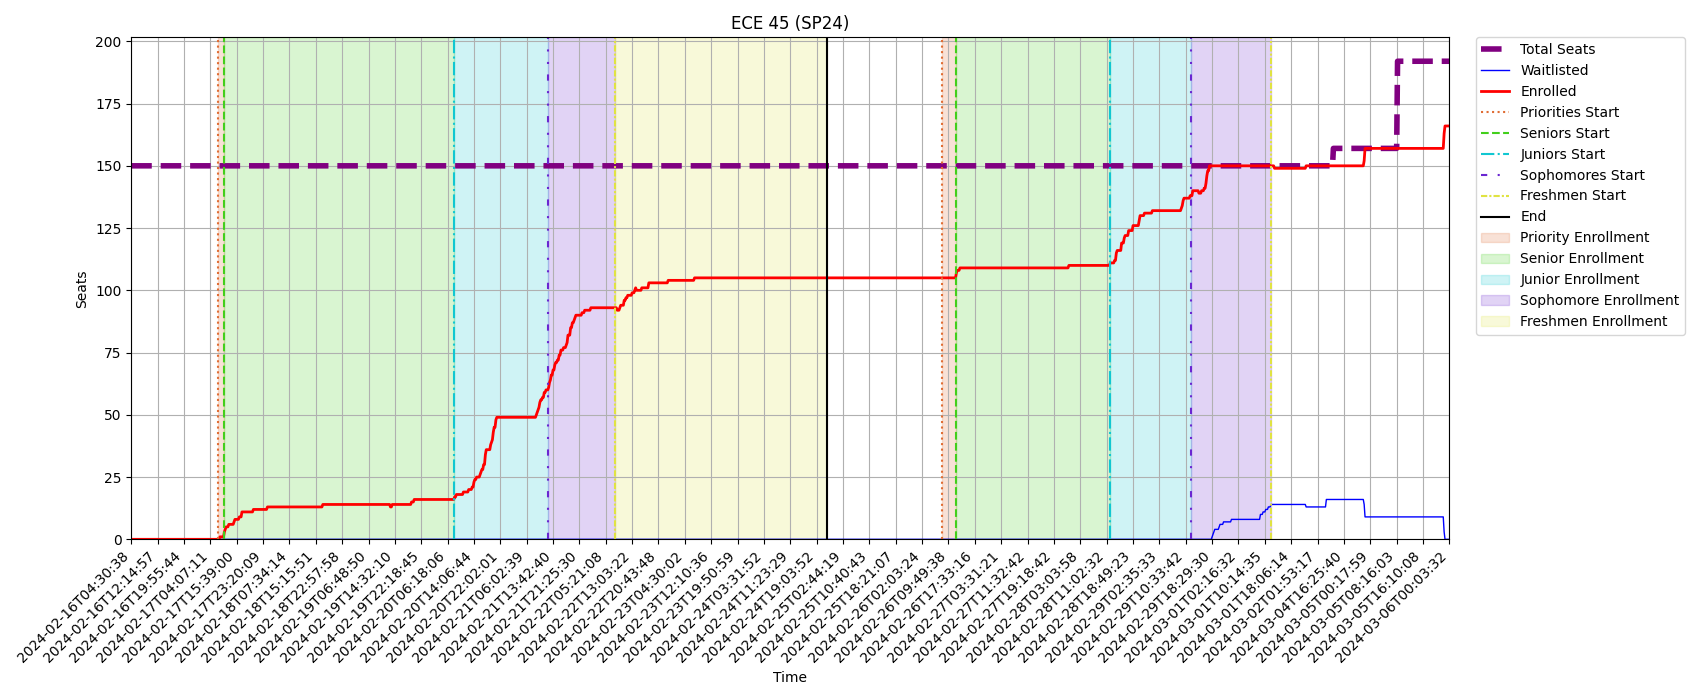 ECE 45 (SP24)
Seats
200
175
150
125
100
75
50
25
0
2024-02-16T04:30:38
2024-02-16T12:14:57
2024-02-16T19:55:44
2024-02-17T04:07:11
2024-02-17T15:39:00
2024-02-17T23:20:09
2024-02-18T07:34:14
2024-02-18T15:15:51
2024-02-18T22:57:58
2024-02-19T06:48:50
2024-02-19T14:32:10
2024-02-19T22:18:45
2024-02-20T06:18:06
2024-02-20T14:06:44
2024-02-20T22:02:01
2024-02-21T06:02:39
2024-02-21T13:42:40
2024-02-21T21:25:30
2024-02-22T05:21:08
2024-02-22T13:03:22
2024-02-22T20:43:48
2024-02-23T04:30:02
2024-02-23T12:10:36
2024-02-23T19:50:59
2024-02-24T03:31:52
2024-02-24T11:23:29
2024-02-24T19:03:52
2024-02-25T02:44:19
2024-02-25T10:40:43
2024-02-25T18:21:07
2024-02-26T02:03:24
2024-02-26T09:49:38
2024-02-26T17:33:16
2024-02-27T03:31:21
2024-02-27T11:32:42
2024-02-27T19:18:42
2024-02-28T03:03:58
2024-02-28T11:02:32
2024-02-28T18:49:23
2024-02-29T02:35:33
2024-02-29T10:33:42
2024-02-29T18:29:30
2024-03-01T02:16:32
2024-03-01T10:14:35
2024-03-01T18:06:14
2024-03-02T01:53:17
2024-03-04T16:25:40
2024-03-05T00:17:59
2024-03-05T08:16:03
2024-03-05T16:10:08
2024-03-06T00:03:32
Time
Total Seats
Waitlisted
Enrolled
Priorities Start
Seniors Start
Juniors Start
Sophomores Start
Freshmen Start
End
Priority Enrollment
Senior Enrollment
Junior Enrollment
Sophomore Enrollment
Freshmen Enrollment